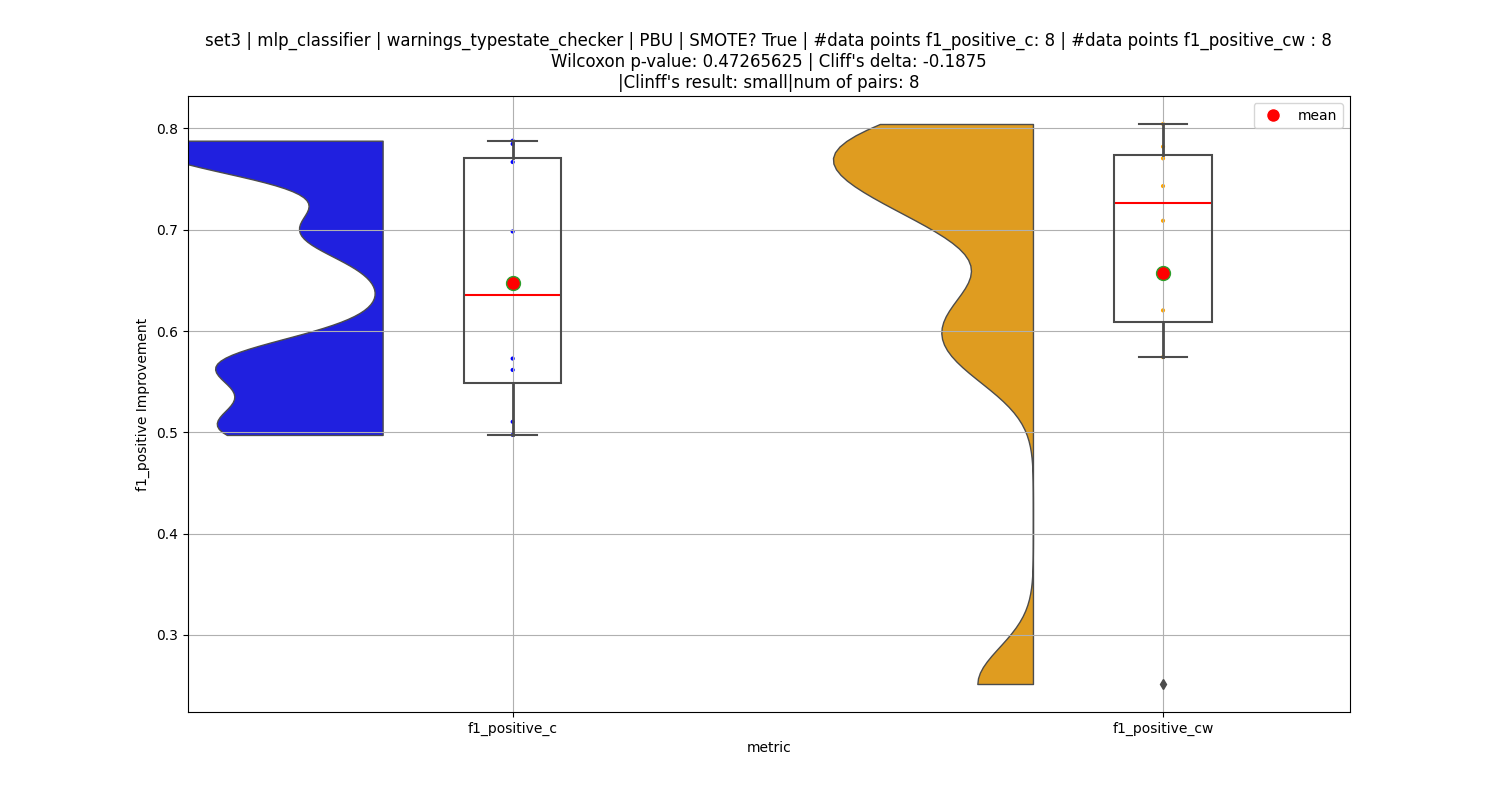 set3 | mlp_classifier | warnings_typestate_checker | PBU | SMOTE? True | #data points f1_positive_c: 8 | #data points f1_positive_cw : 8
Wilcoxon p-value: 0.47265625 | Cliff's delta: -0.1875
|Clinff's result: small|num of pairs: 8
mean
0.8
0.7
0.6
0.5
0.4
0.3
f1_positive Improvement
f1_positive_c
f1_positive_cw
metric